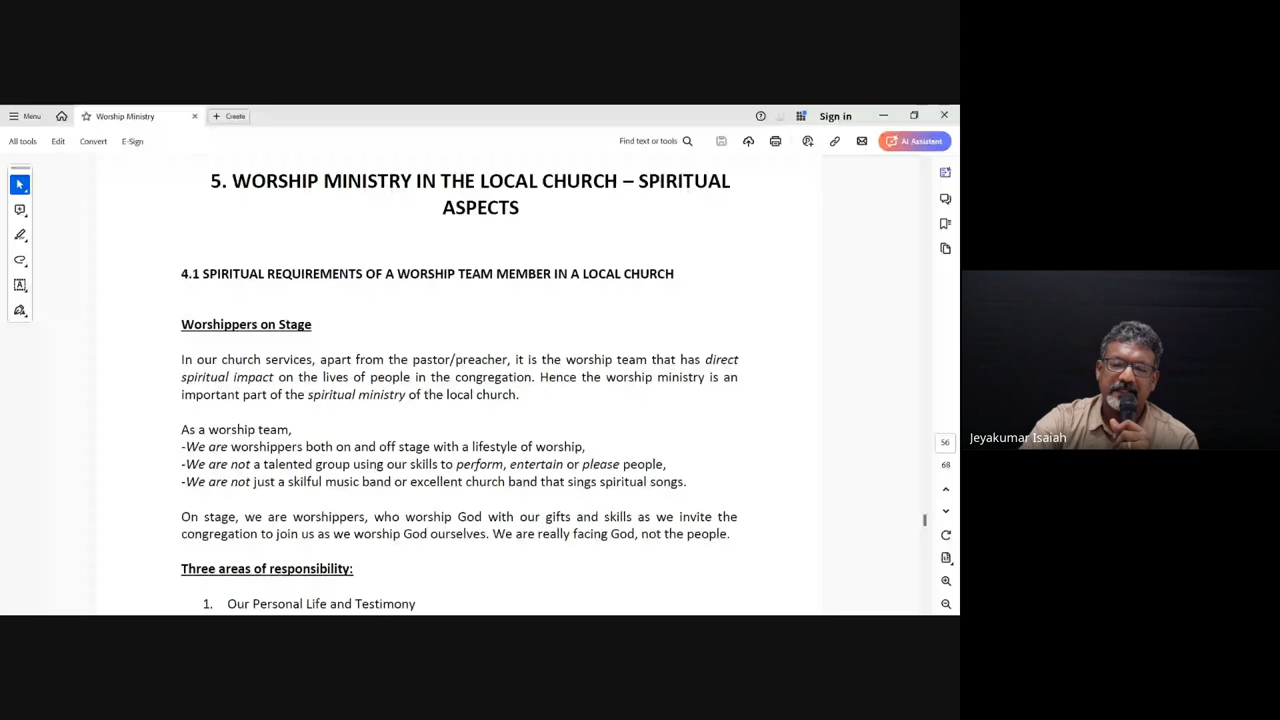 Menu
Worship Ministry
Create
Sign in
All tools
Edit
Convert
E-Sign
Find text or tools
AI Assistant
5. WORSHIP MINISTRY IN THE LOCAL CHURCH – SPIRITUAL
ASPECTS
4.1 SPIRITUAL REQUIREMENTS OF A WORSHIP TEAM MEMBER IN A LOCAL CHURCH
Worshippers on Stage
In our church services, apart from the pastor/preacher, it is the worship team that has direct
spiritual impact on the lives of people in the congregation. Hence the worship ministry is an
important part of the spiritual ministry of the local church.
As a worship team,
-We are worshippers both on and off stage with a lifestyle of worship,
-We are not a talented group using our skills to perform, entertain or please people,
-We are not just a skilful music band or excellent church band that sings spiritual songs.
On stage, we are worshippers, who worship God with our gifts and skills as we invite the
congregation to join us as we worship God ourselves. We are really facing God, not the people.
Three areas of responsibility:
1. Our Personal Life and Testimony
56
68
Jeyakumar Isaiah